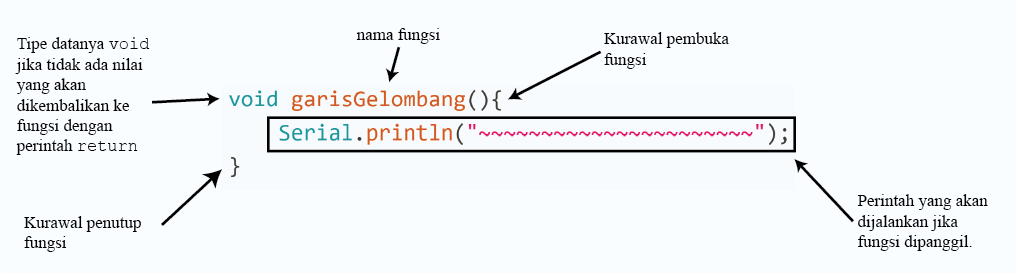 Tipe datanya void
jika tidak ada nilai
yang akan
dikembalikan ke
fungsi dengan
perintah return
nama fungsi
Kurawal pembuka
fungsi
void garisGelombang(){
Serial.println("~~~~~~~~~~~~~~~~~~~~~~");
}
Kurawal penutup
fungsi
Perintah yang akan
dijalankan jika
fungsi dipanggil.